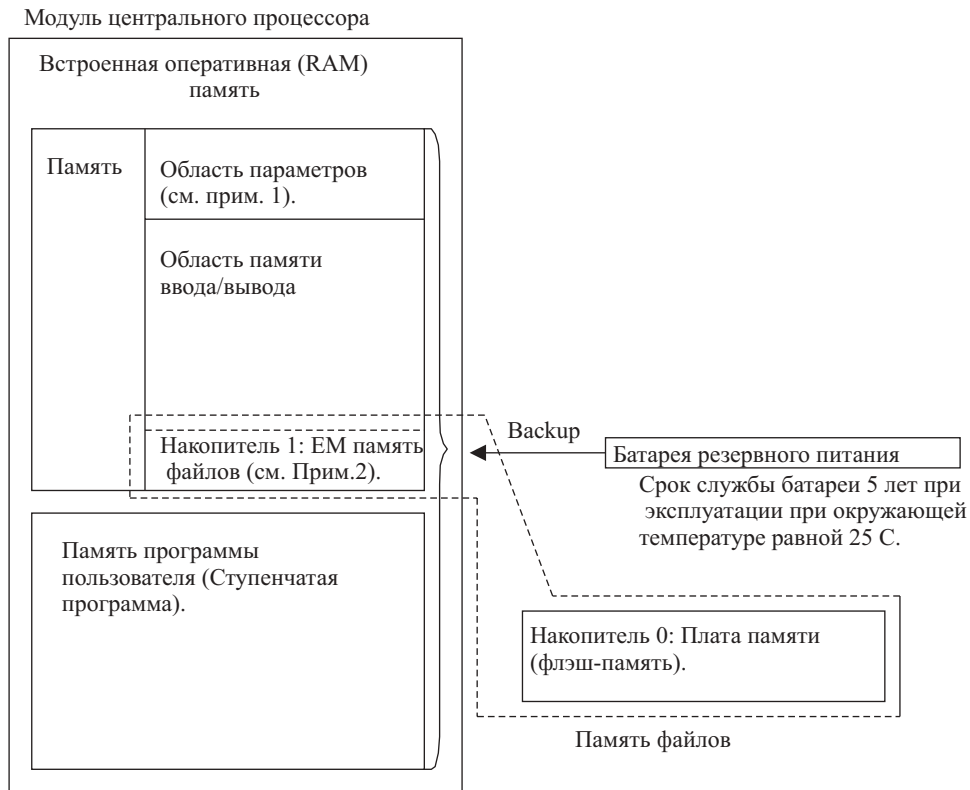 Модуль центрального процессора
Встроенная оперативная (RAM)
память
Память
Область параметров
(см. прим. 1).
Область памяти
ввода/вывода
Накопитель 1: EM память
файлов (см. Прим.2).
Backup
Батарея резервного питания
Срок службы батареи 5 лет при
эксплуатации при окружающей
температуре равной 25 С.
Память программы
пользователя (Ступенчатая
программа).
Накопитель 0: Плата памяти
(флэш-память).
Память файлов